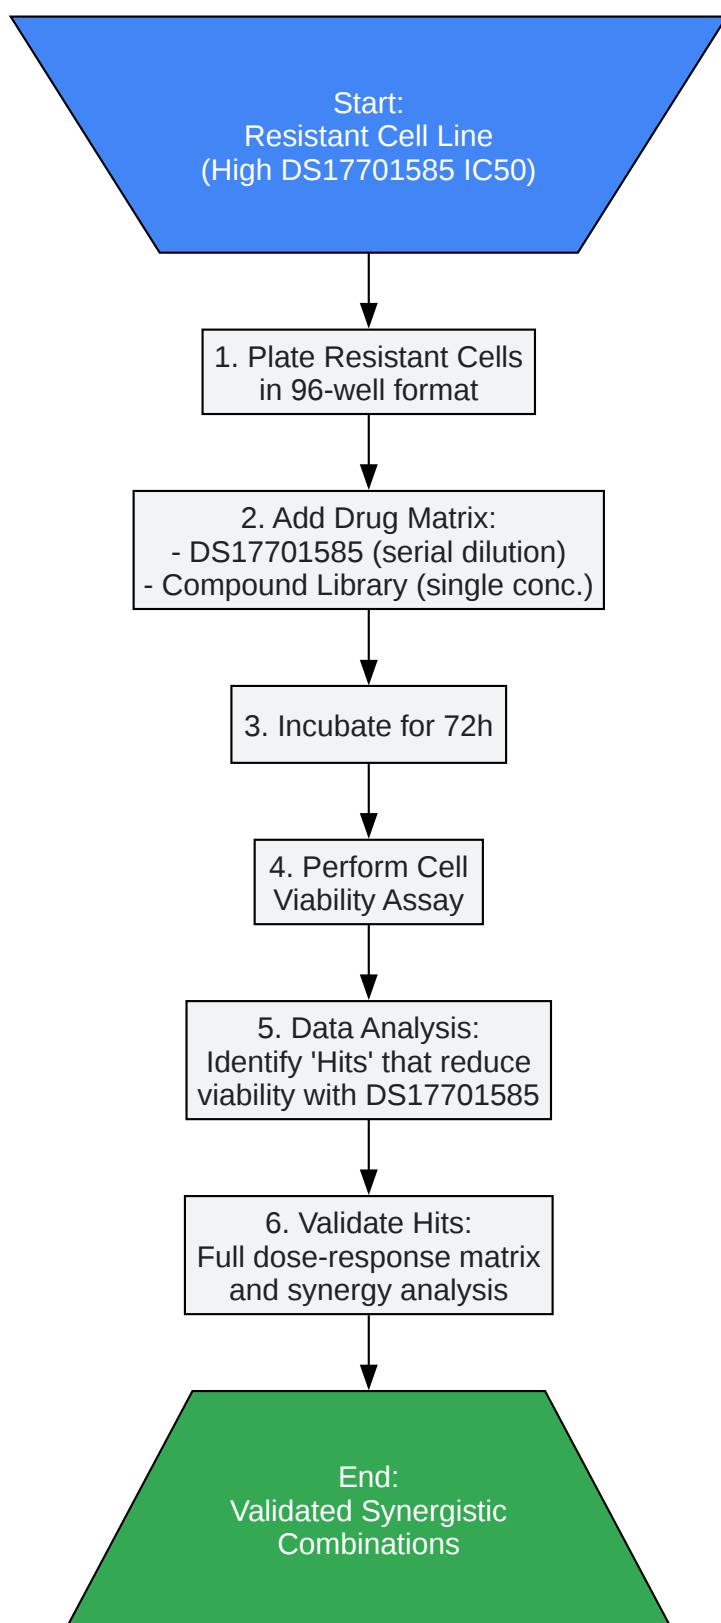 Start:
Resistant Cell Line
(High DS17701585 IC50)
1. Plate Resistant Cells
in 96-well format
2. Add Drug Matrix:
- DS17701585 (serial dilution)
- Compound Library (single conc.)
3. Incubate for 72h
4. Perform Cell
Viability Assay
5. Data Analysis:
Identify 'Hits' that reduce
viability with DS17701585
6. Validate Hits:
Full dose-response matrix
and synergy analysis
End:
Validated Synergistic
Combinations